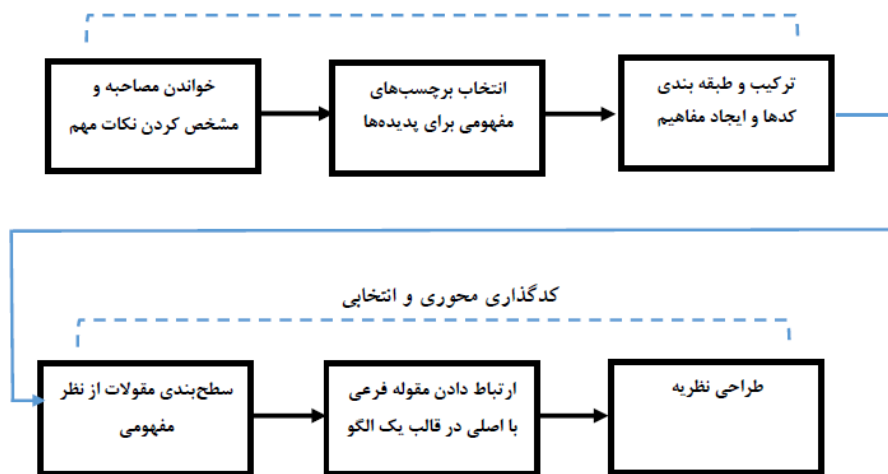 خواندن مصاحبه و
مشخص کردن نکات مهم
انتخاب برچسب‌های
مفهومی برای پدیده‌ها
ترکیب و طبقه بندی
کدها و ایجاد مفاهیم
کدگذاری محوری و انتخابی
سطح‌بندی مقولات از نظر
مفهومی
ارتباط دادن مقوله فرعی
با اصلی در قالب یک الگو
طراحی نظریه